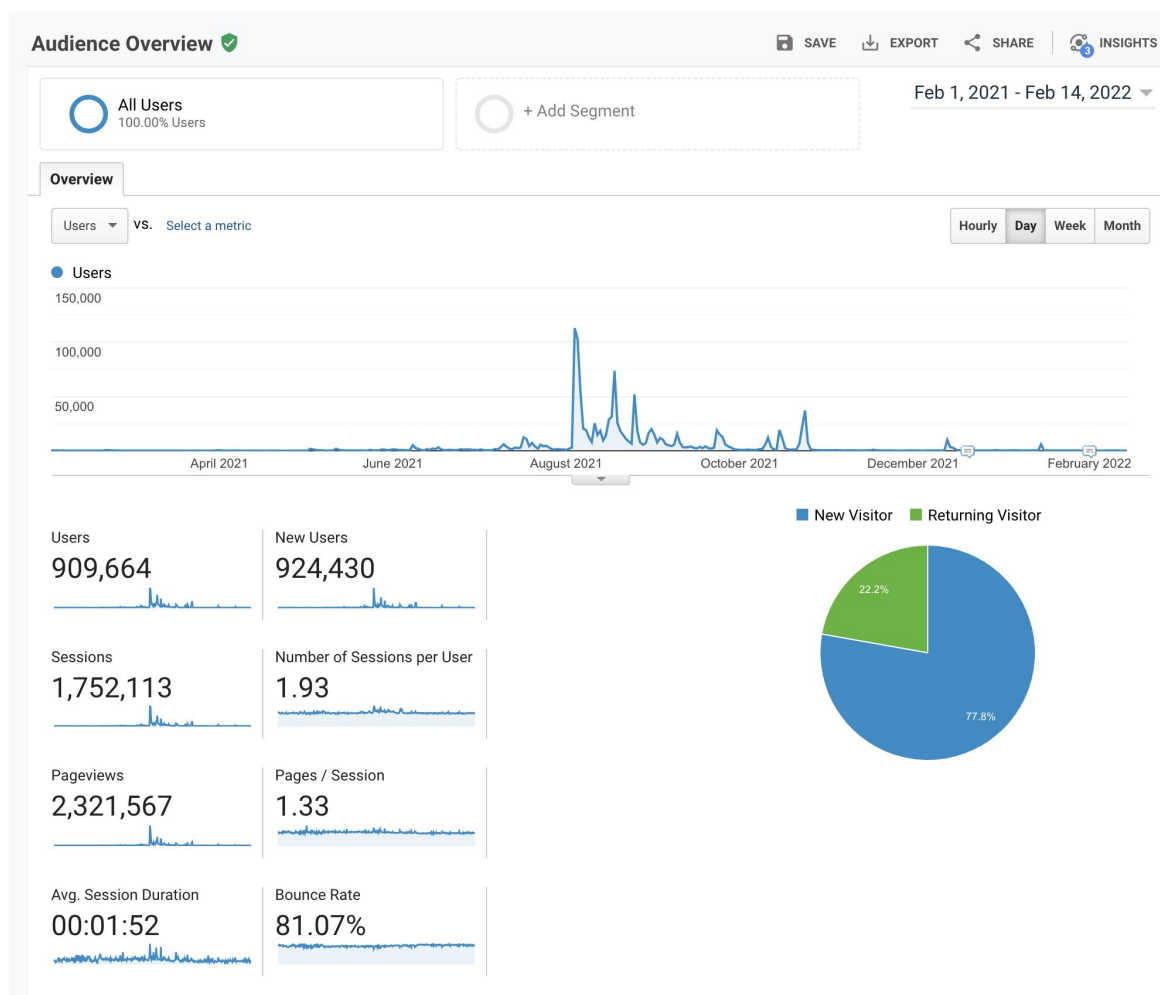 Audience Overview
SAVE
EXPORT
SHARE
3
INSIGHTS
All Users
100.00% Users
+ Add Segment
Feb 1, 2021 - Feb 14, 2022
Overview
Users
vs.
Select a metric
Hourly
Day
Week
Month
Users
150,000
100,000
50,000
April 2021
June 2021
August 2021
October 2021
December 2021
February 2022
New Visitor
Returning Visitor
22.2%
77.8%
Users
909,664
New Users
924,430
Sessions
1,752,113
Number of Sessions per User
1.93
Pageviews
2,321,567
Pages / Session
1.33
Avg. Session Duration
00:01:52
Bounce Rate
81.07%